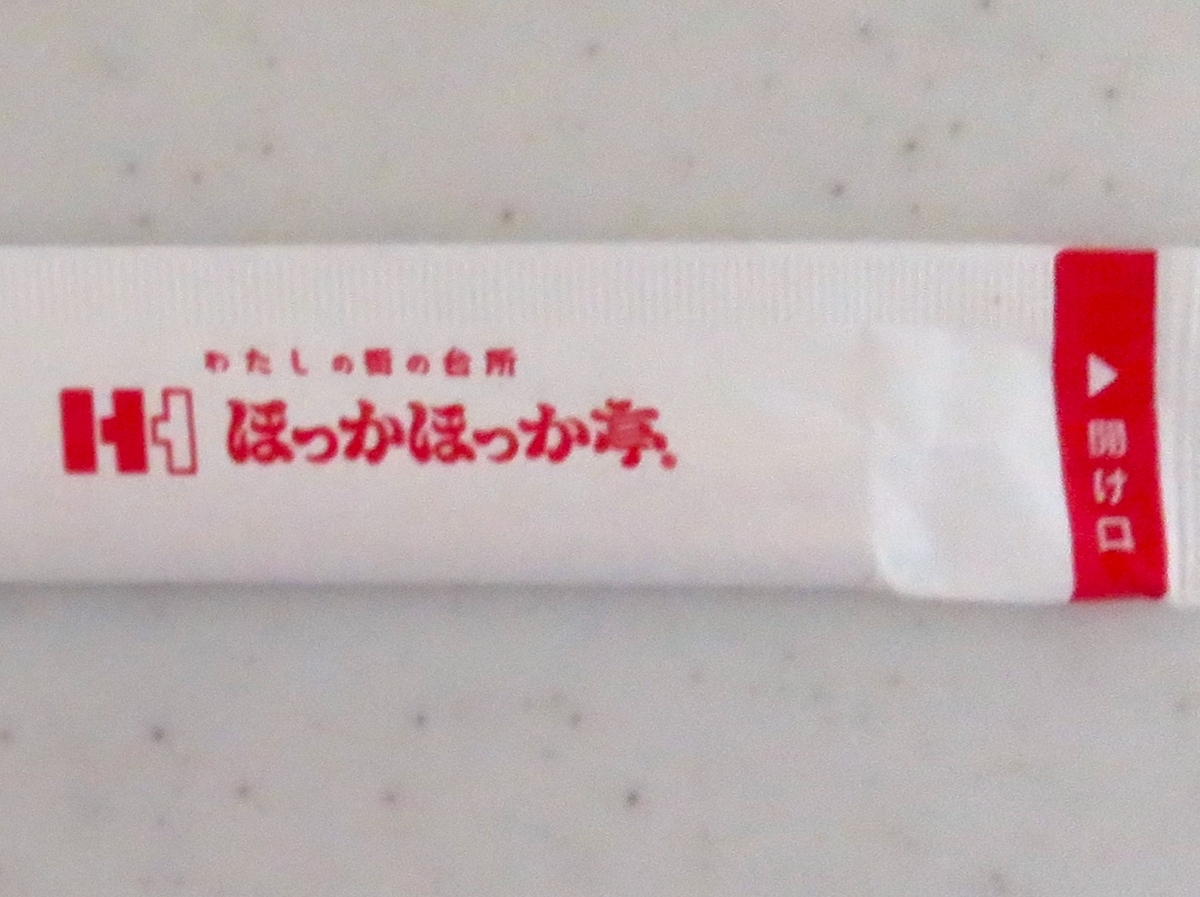 わたしの街の台所
ほっかほっか亭。
▶開け口